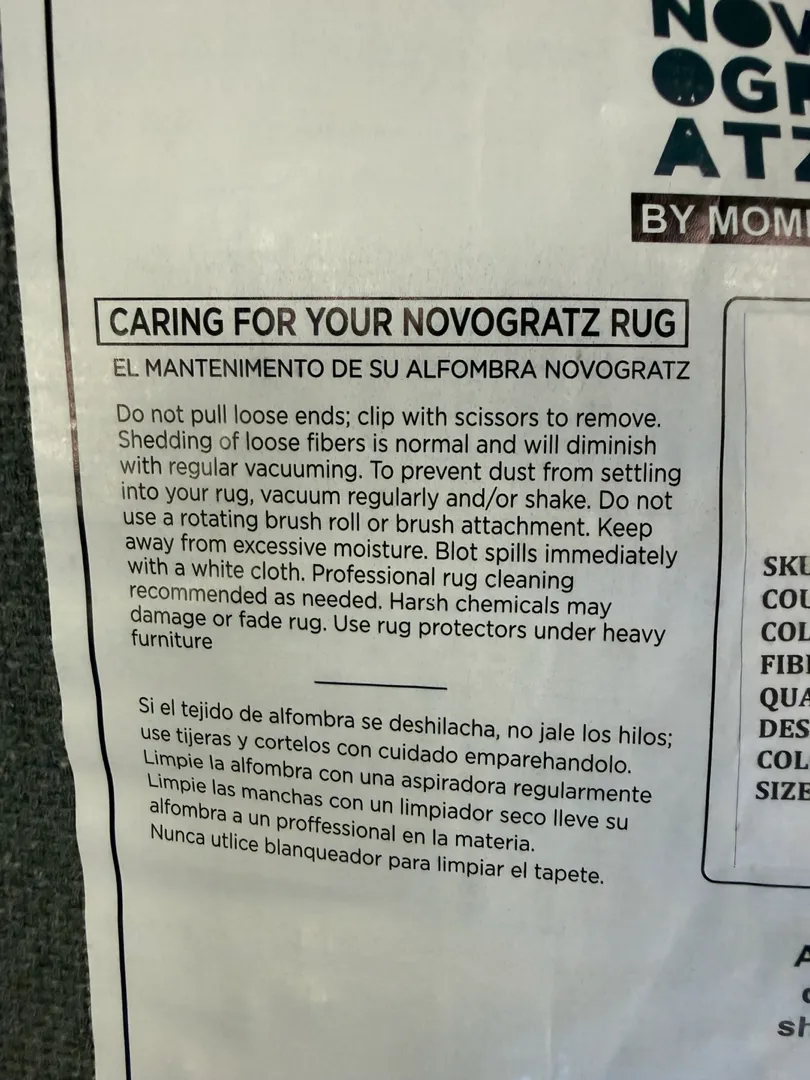 NOV
OGR
ATZ
BY MOM
CARING FOR YOUR NOVOGRATZ RUG
EL MANTENIMENTO DE SU ALFOMBRA NOVOGRATZ
Do not pull loose ends; clip with scissors to remove.
Shedding of loose fibers is normal and will diminish
with regular vacuuming. To prevent dust from settling
into your rug, vacuum regularly and/or shake. Do not
use a rotating brush roll or brush attachment. Keep
away from excessive moisture. Blot spills immediately
with a white cloth. Professional rug cleaning
recommended as needed. Harsh chemicals may
damage or fade rug. Use rug protectors under heavy
furniture
Si el tejido de alfombra se deshilacha, no jale los hilos;
use tijeras y cortelos con cuidado emparehandolo.
Limpie la alfombra con una aspiradora regularmente
Limpie las manchas con un limpiador seco lleve su
alfombra a un proffessional en la materia.
Nunca utlice blanqueador para limpiar el tapete.
SKU
COU
COL
FIB
QUA
DES
COL
SIZE
A
sh